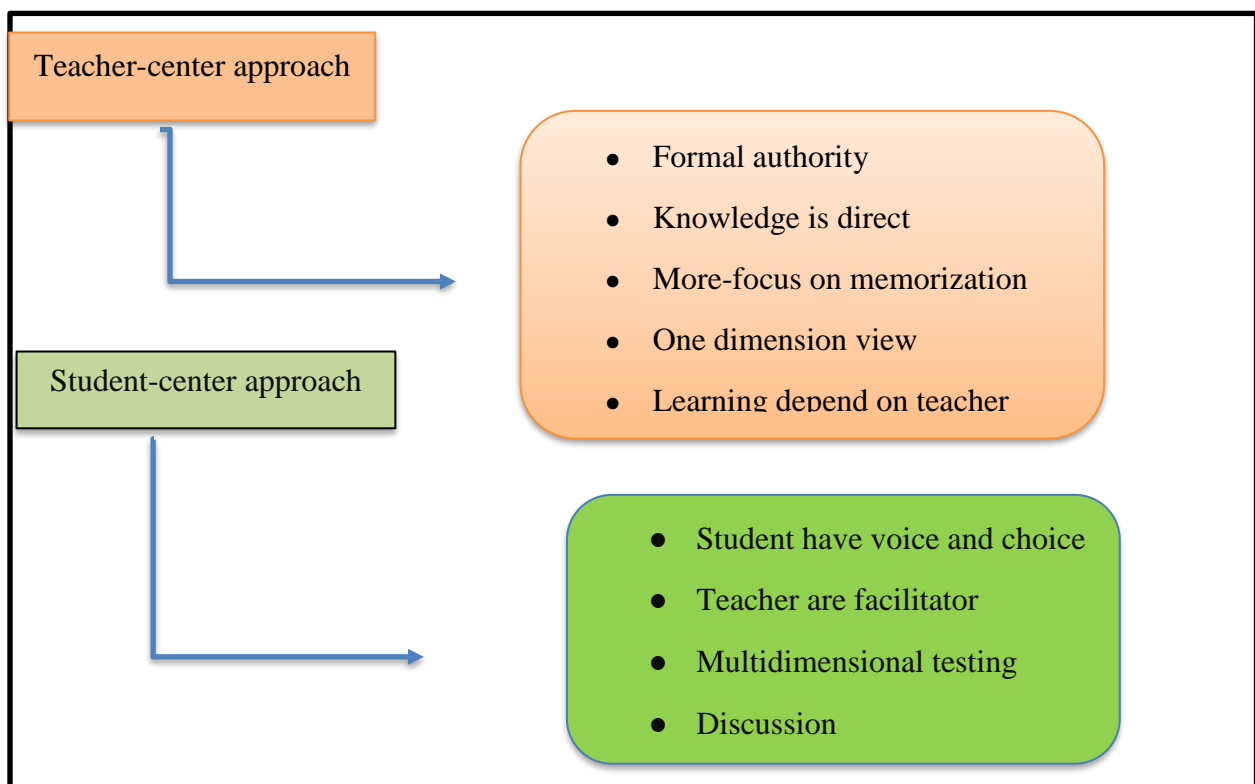 Teacher-center approach
● Formal authority
● Knowledge is direct
● More-focus on memorization
● One dimension view
● Learning depend on teacher
Student-center approach
● Student have voice and choice
● Teacher are facilitator
● Multidimensional testing
● Discussion